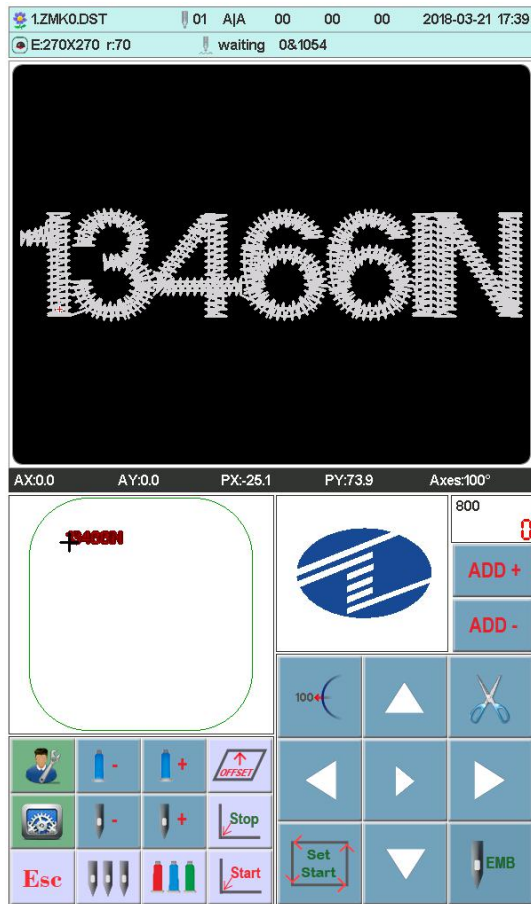 1.ZMK0.DST 01 A|A 00 00 00 2018-03-21 17:39
E:270X270 r:70 waiting 0&1054
13466IN
AX:0.0 AY:0.0 PX:-25.1 PY:73.9 Axes:100°
13466IN
800
0
ADD +
ADD -
100
- + OFFSET
- + Stop
Esc Start
Set
Start
EMB